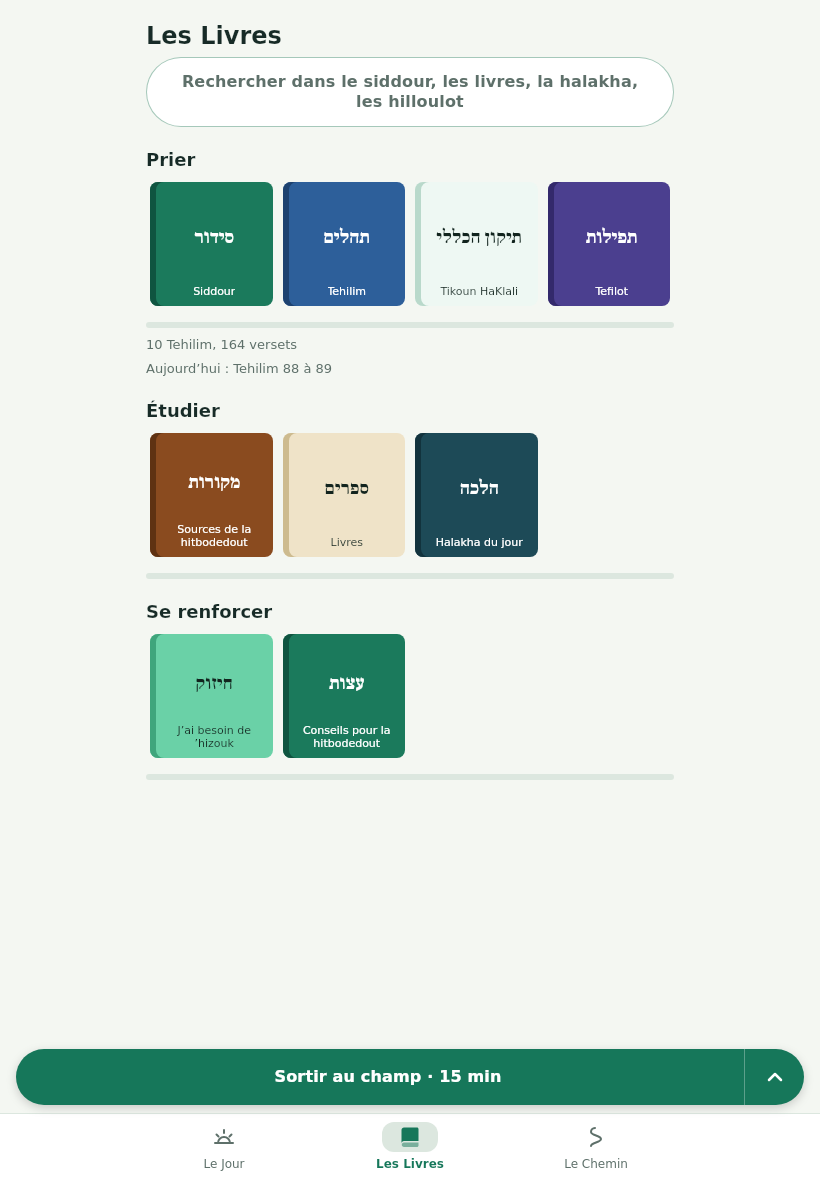 Les Livres
Rechercher dans le siddour, les livres, la halakha,
les hilloulot
Prier
סידור
Siddour
תהלים
Tehilim
תיקון הכללי
Tikoun HaKlali
תפילות
Tefilot
10 Tehilim, 164 versets
Aujourd’hui : Tehilim 88 à 89
Étudier
מקורות
Sources de la
hitbodedout
ספרים
Livres
הלכה
Halakha du jour
Se renforcer
חיזוק
J’ai besoin de
’hizouk
עצות
Conseils pour la
hitbodedout
Sortir au champ · 15 min
Le Jour
Les Livres
Le Chemin